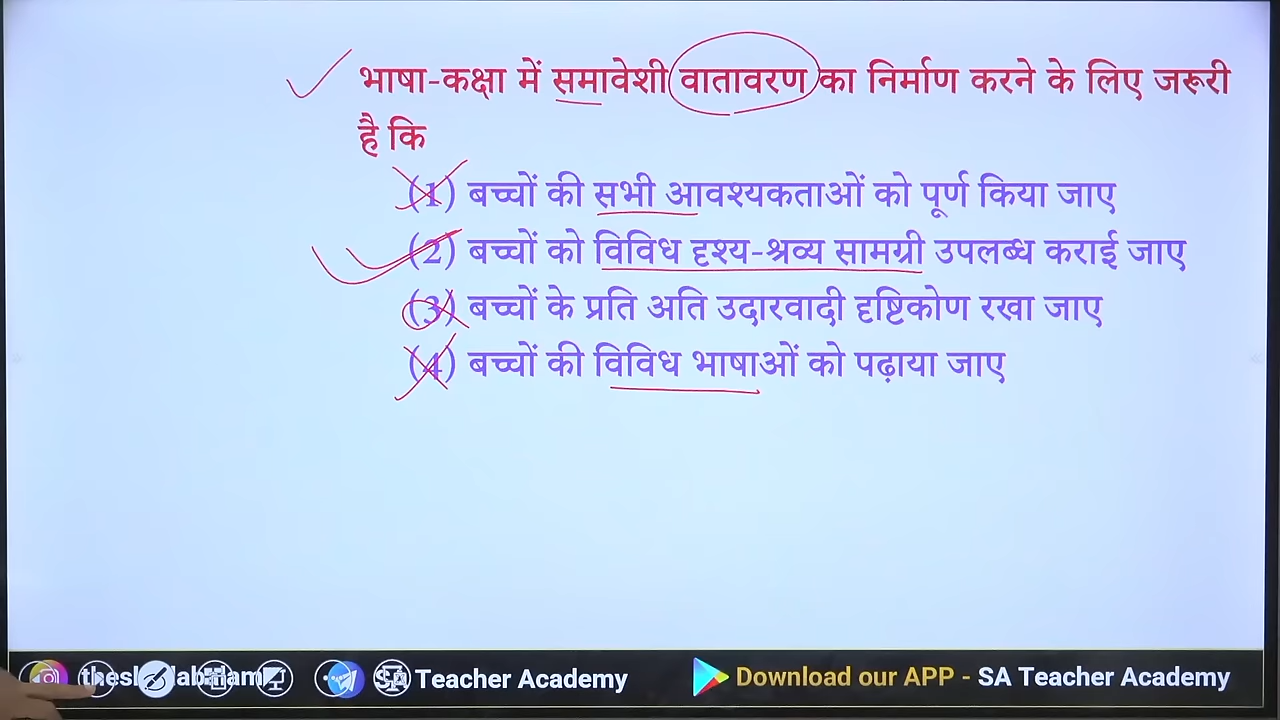 भाषा-कक्षा में समावेशी वातावरण का निर्माण करने के लिए जरूरी
है कि
(1) बच्चों की सभी आवश्यकताओं को पूर्ण किया जाए
(2) बच्चों को विविध दृश्य-श्रव्य सामग्री उपलब्ध कराई जाए
(3) बच्चों के प्रति अति उदारवादी दृष्टिकोण रखा जाए
(4) बच्चों की विविध भाषाओं को पढ़ाया जाए
SA Teacher Academy
Download our APP - SA Teacher Academy